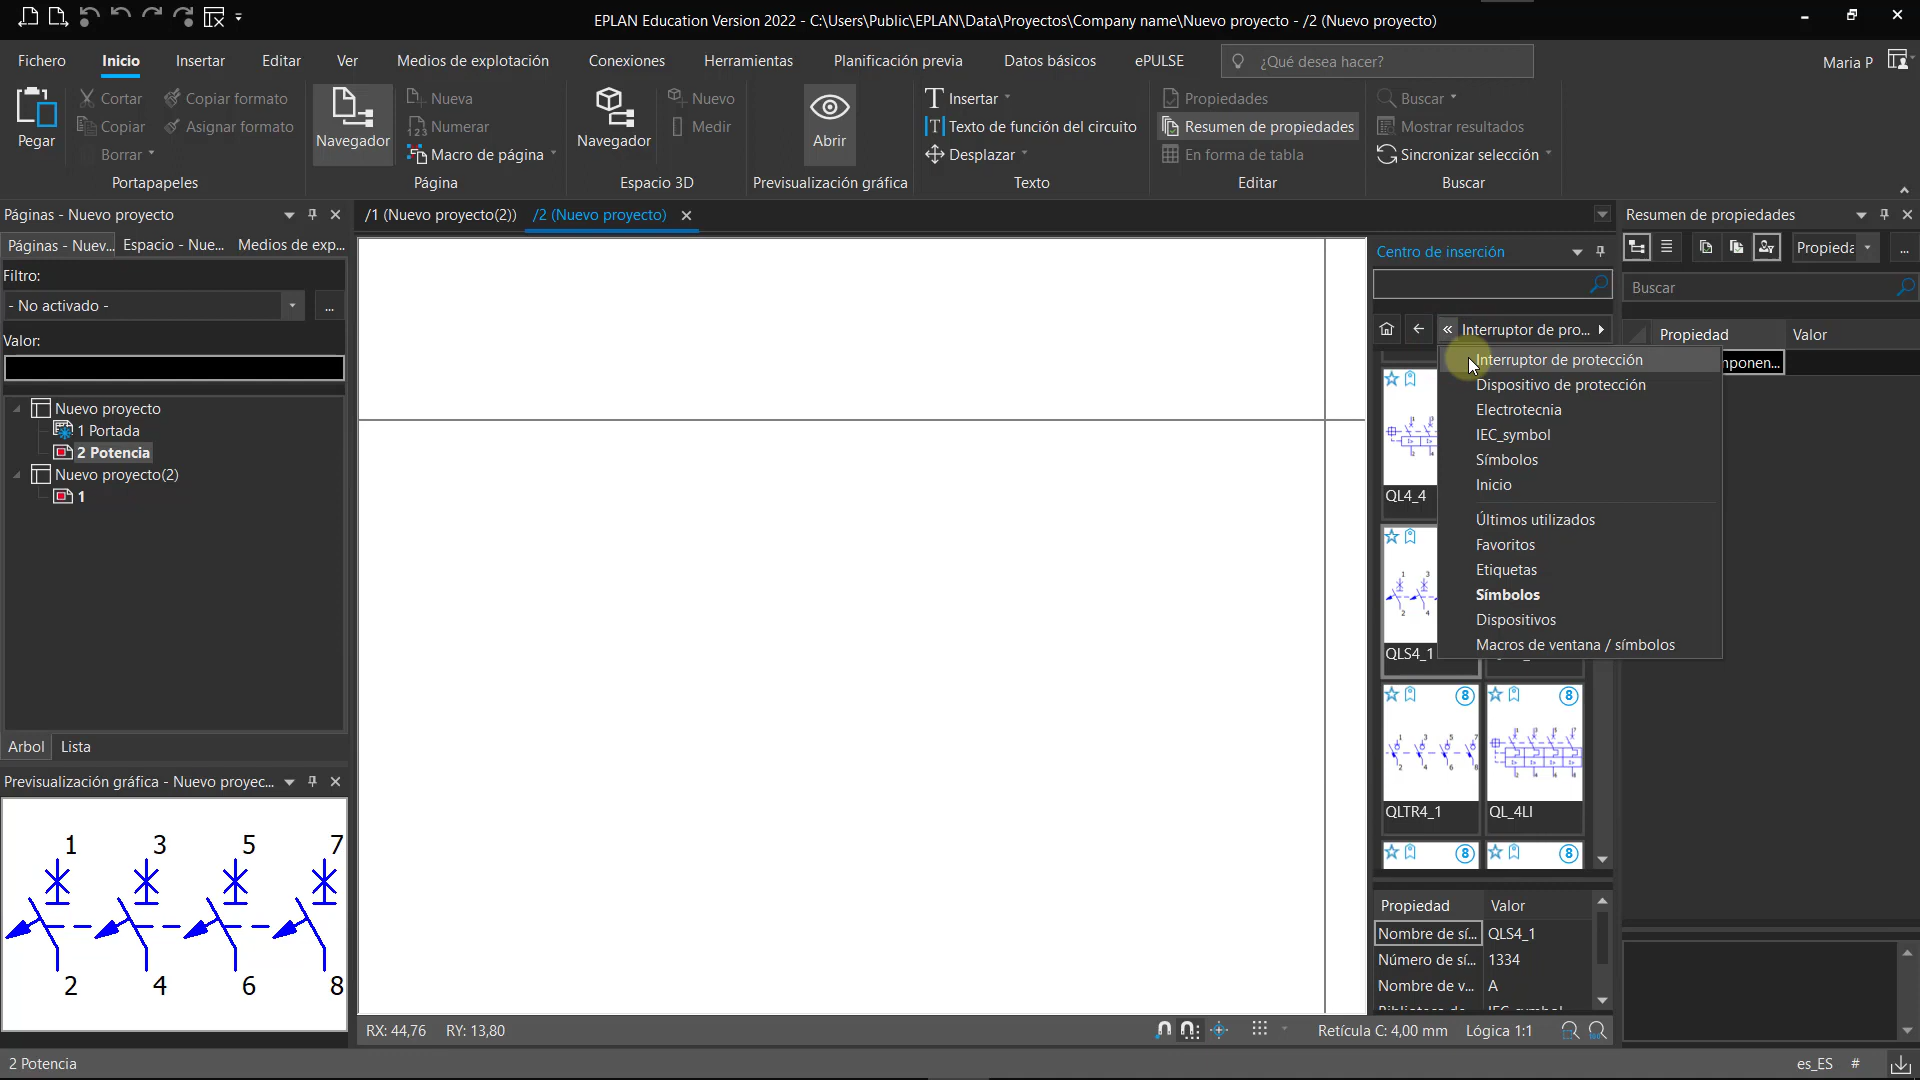 EPLAN Education Version 2022 - C:\Users\Public\EPLAN\Data\Proyectos\Company name\Nuevo proyecto - /2 (Nuevo proyecto)
Fichero Inicio Insertar Editar Ver Medios de explotación Conexiones Herramientas Planificación previa Datos básicos ePULSE ¿Qué desea hacer? Maria P
Pegar
Cortar
Copiar
Borrar
Copiar formato
Asignar formato
Portapapeles
Navegador
Nueva
Numerar
Macro de página
Página
Navegador
Nuevo
Medir
Espacio 3D
Abrir
Previsualización gráfica
Insertar
Texto de función del circuito
Desplazar
Texto
Propiedades
Resumen de propiedades
En forma de tabla
Editar
Buscar
Mostrar resultados
Sincronizar selección
Buscar
Páginas - Nuevo proyecto
Páginas - Nuev... Espacio - Nue... Medios de exp...
Filtro:
- No activado -
...
Valor:
Nuevo proyecto
1 Portada
2 Potencia
Nuevo proyecto(2)
1
Arbol Lista
Previsualización gráfica - Nuevo proyec...
1 3 5 7
2 4 6 8
/1 (Nuevo proyecto(2)) /2 (Nuevo proyecto)
Centro de inserción
Interruptor de pro...
Interruptor de protección
Dispositivo de protección
Electrotecnia
IEC_symbol
Símbolos
Inicio
Últimos utilizados
Favoritos
Etiquetas
Símbolos
Dispositivos
Macros de ventana / símbolos
QL4_4
QLS4_1
8 8
QLTR4_1 QL_4LI
8 8
Propiedad Valor
Nombre de sí... QLS4_1
Número de sí... 1334
Nombre de v... A
Resumen de propiedades
Propieda
...
Buscar
Propiedad Valor
nponen...
RX: 44,76 RY: 13,80
Retícula C: 4,00 mm Lógica 1:1
2 Potencia
es_ES #